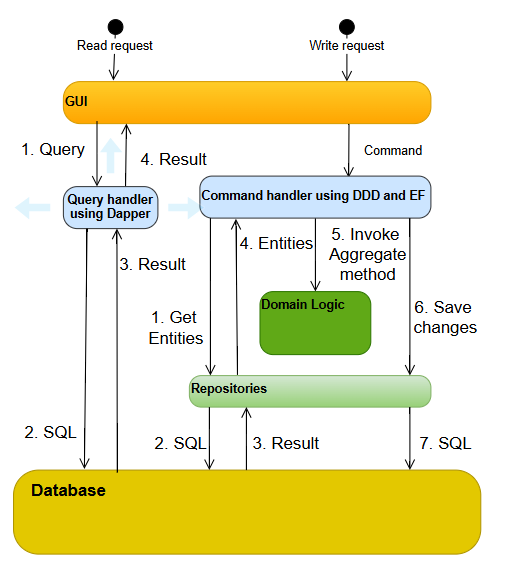 Read request
Write request
GUI
1. Query
4. Result
Command
Query handler
using Dapper
Command handler using DDD and EF
3. Result
4. Entities
5. Invoke
Aggregate
method
1. Get
Entities
Domain Logic
6. Save
changes
Repositories
2. SQL
2. SQL
3. Result
7. SQL
Database